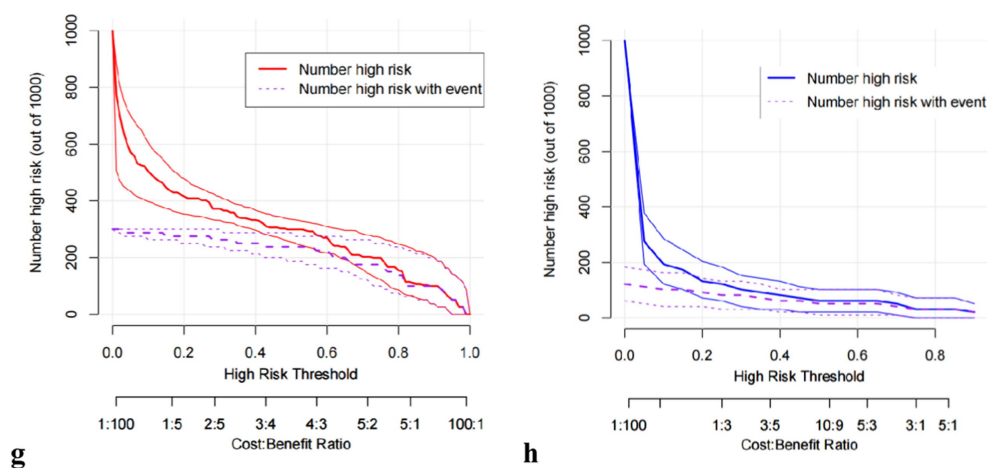 Number high risk (out of 1000)
1000
800
600
400
200
0
Number high risk
Number high risk with event
0.0 0.2 0.4 0.6 0.8 1.0
High Risk Threshold
1:100 1:5 2:5 3:4 4:3 5:2 5:1 100:1
Cost:Benefit Ratio
g
Number high risk (out of 1000)
1000
800
600
400
200
0
Number high risk
Number high risk with event
0.0 0.2 0.4 0.6 0.8
High Risk Threshold
1:100 1:3 3:5 10:9 5:3 3:1 5:1
Cost:Benefit Ratio
h